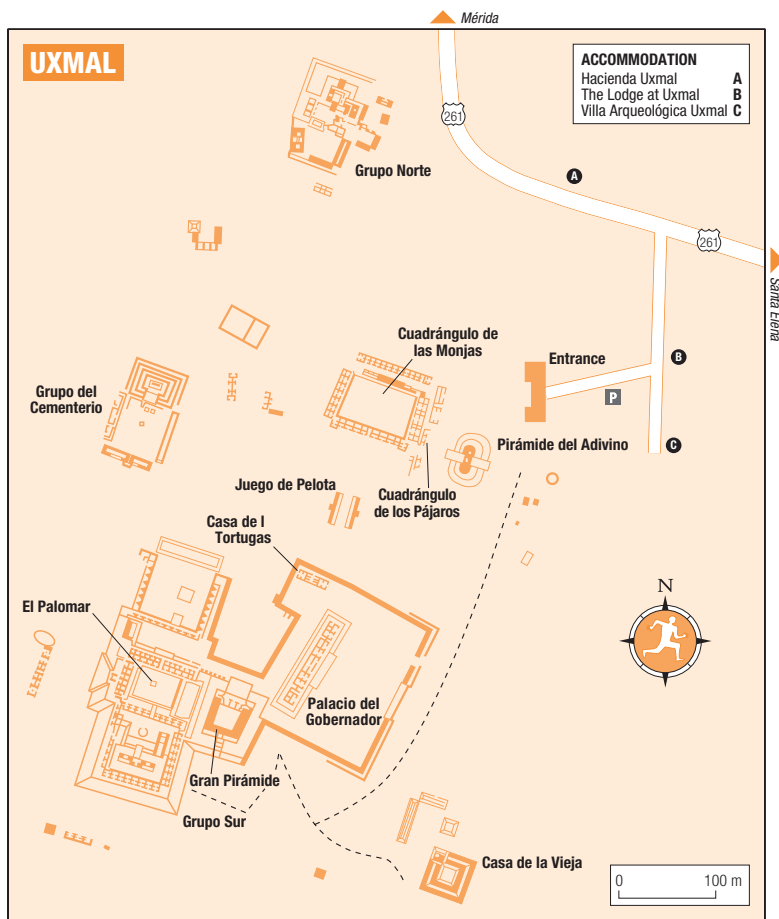 Mérida
UXMAL
ACCOMMODATION
Hacienda Uxmal A
The Lodge at Uxmal B
Villa Arqueológica Uxmal C
261
Grupo Norte
A
261
Santa Elena
Cuadrángulo de
las Monjas
Entrance
B
P
Grupo del
Cementerio
Pirámide del Adivino
C
Juego de Pelota
Cuadrángulo
de los Pájaros
Casa de l
Tortugas
N
El Palomar
Palacio del
Gobernador
Gran Pirámide
Grupo Sur
Casa de la Vieja
0 100 m